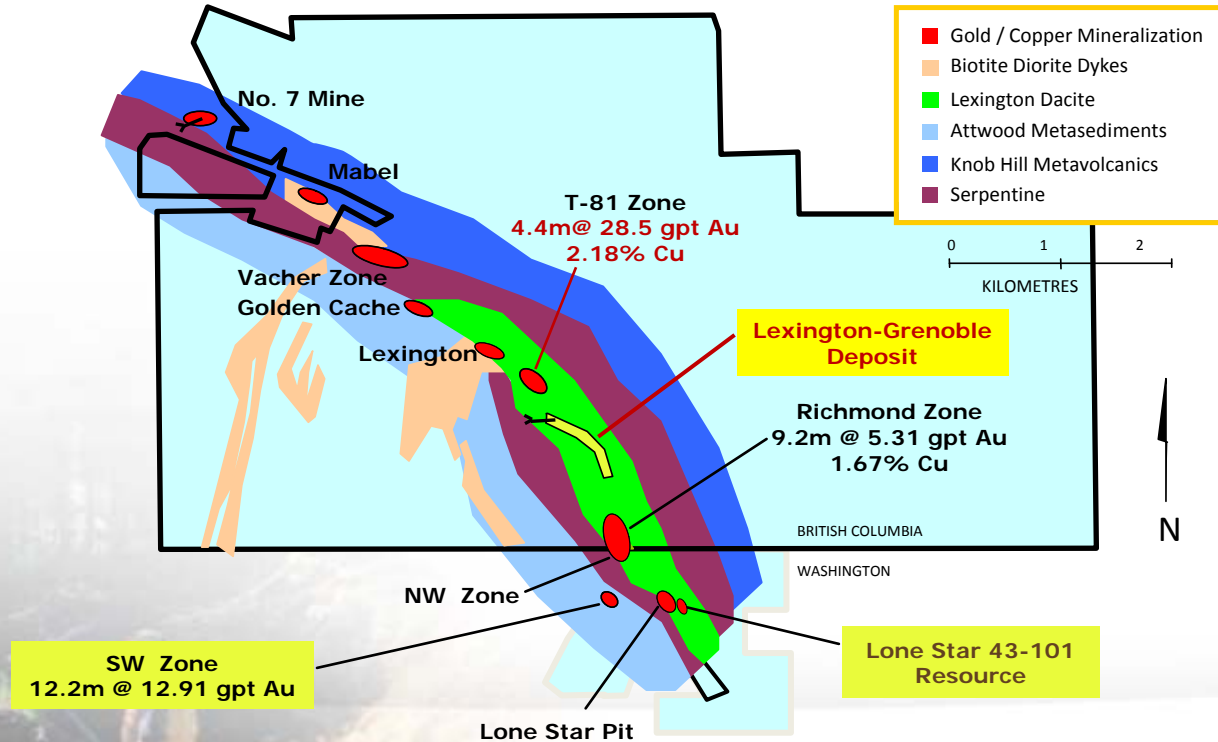 Gold / Copper Mineralization
Biotite Diorite Dykes
Lexington Dacite
Attwood Metasediments
Knob Hill Metavolcanics
Serpentine
0 1 2
KILOMETRES
No. 7 Mine
Mabel
T-81 Zone
4.4m@ 28.5 gpt Au
2.18% Cu
Vacher Zone
Golden Cache
Lexington
Lexington-Grenoble
Deposit
Richmond Zone
9.2m @ 5.31 gpt Au
1.67% Cu
BRITISH COLUMBIA
WASHINGTON
N
NW Zone
SW Zone
12.2m @ 12.91 gpt Au
Lone Star 43-101
Resource
Lone Star Pit